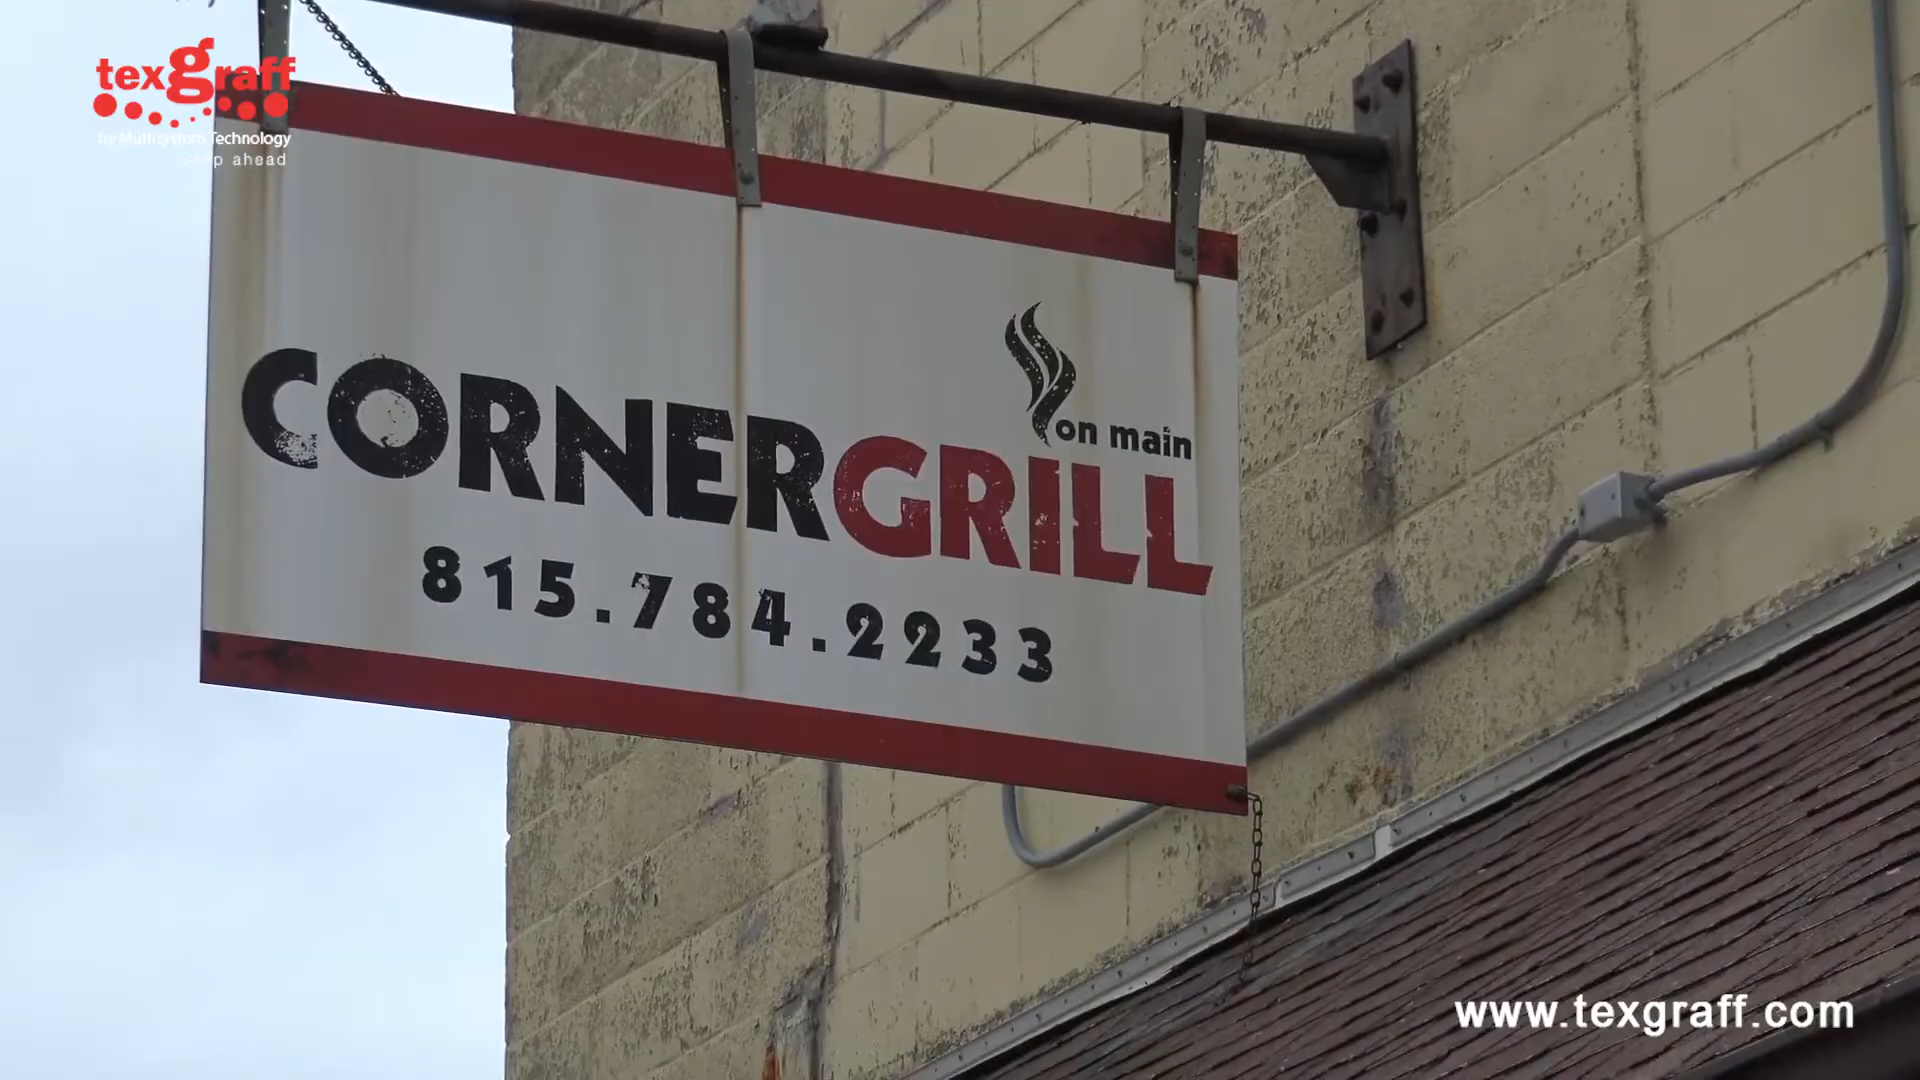 texgraff
by Multisystem Technology
Step ahead
on main
CORNERGRILL
815.784.2233
www.texgraff.com